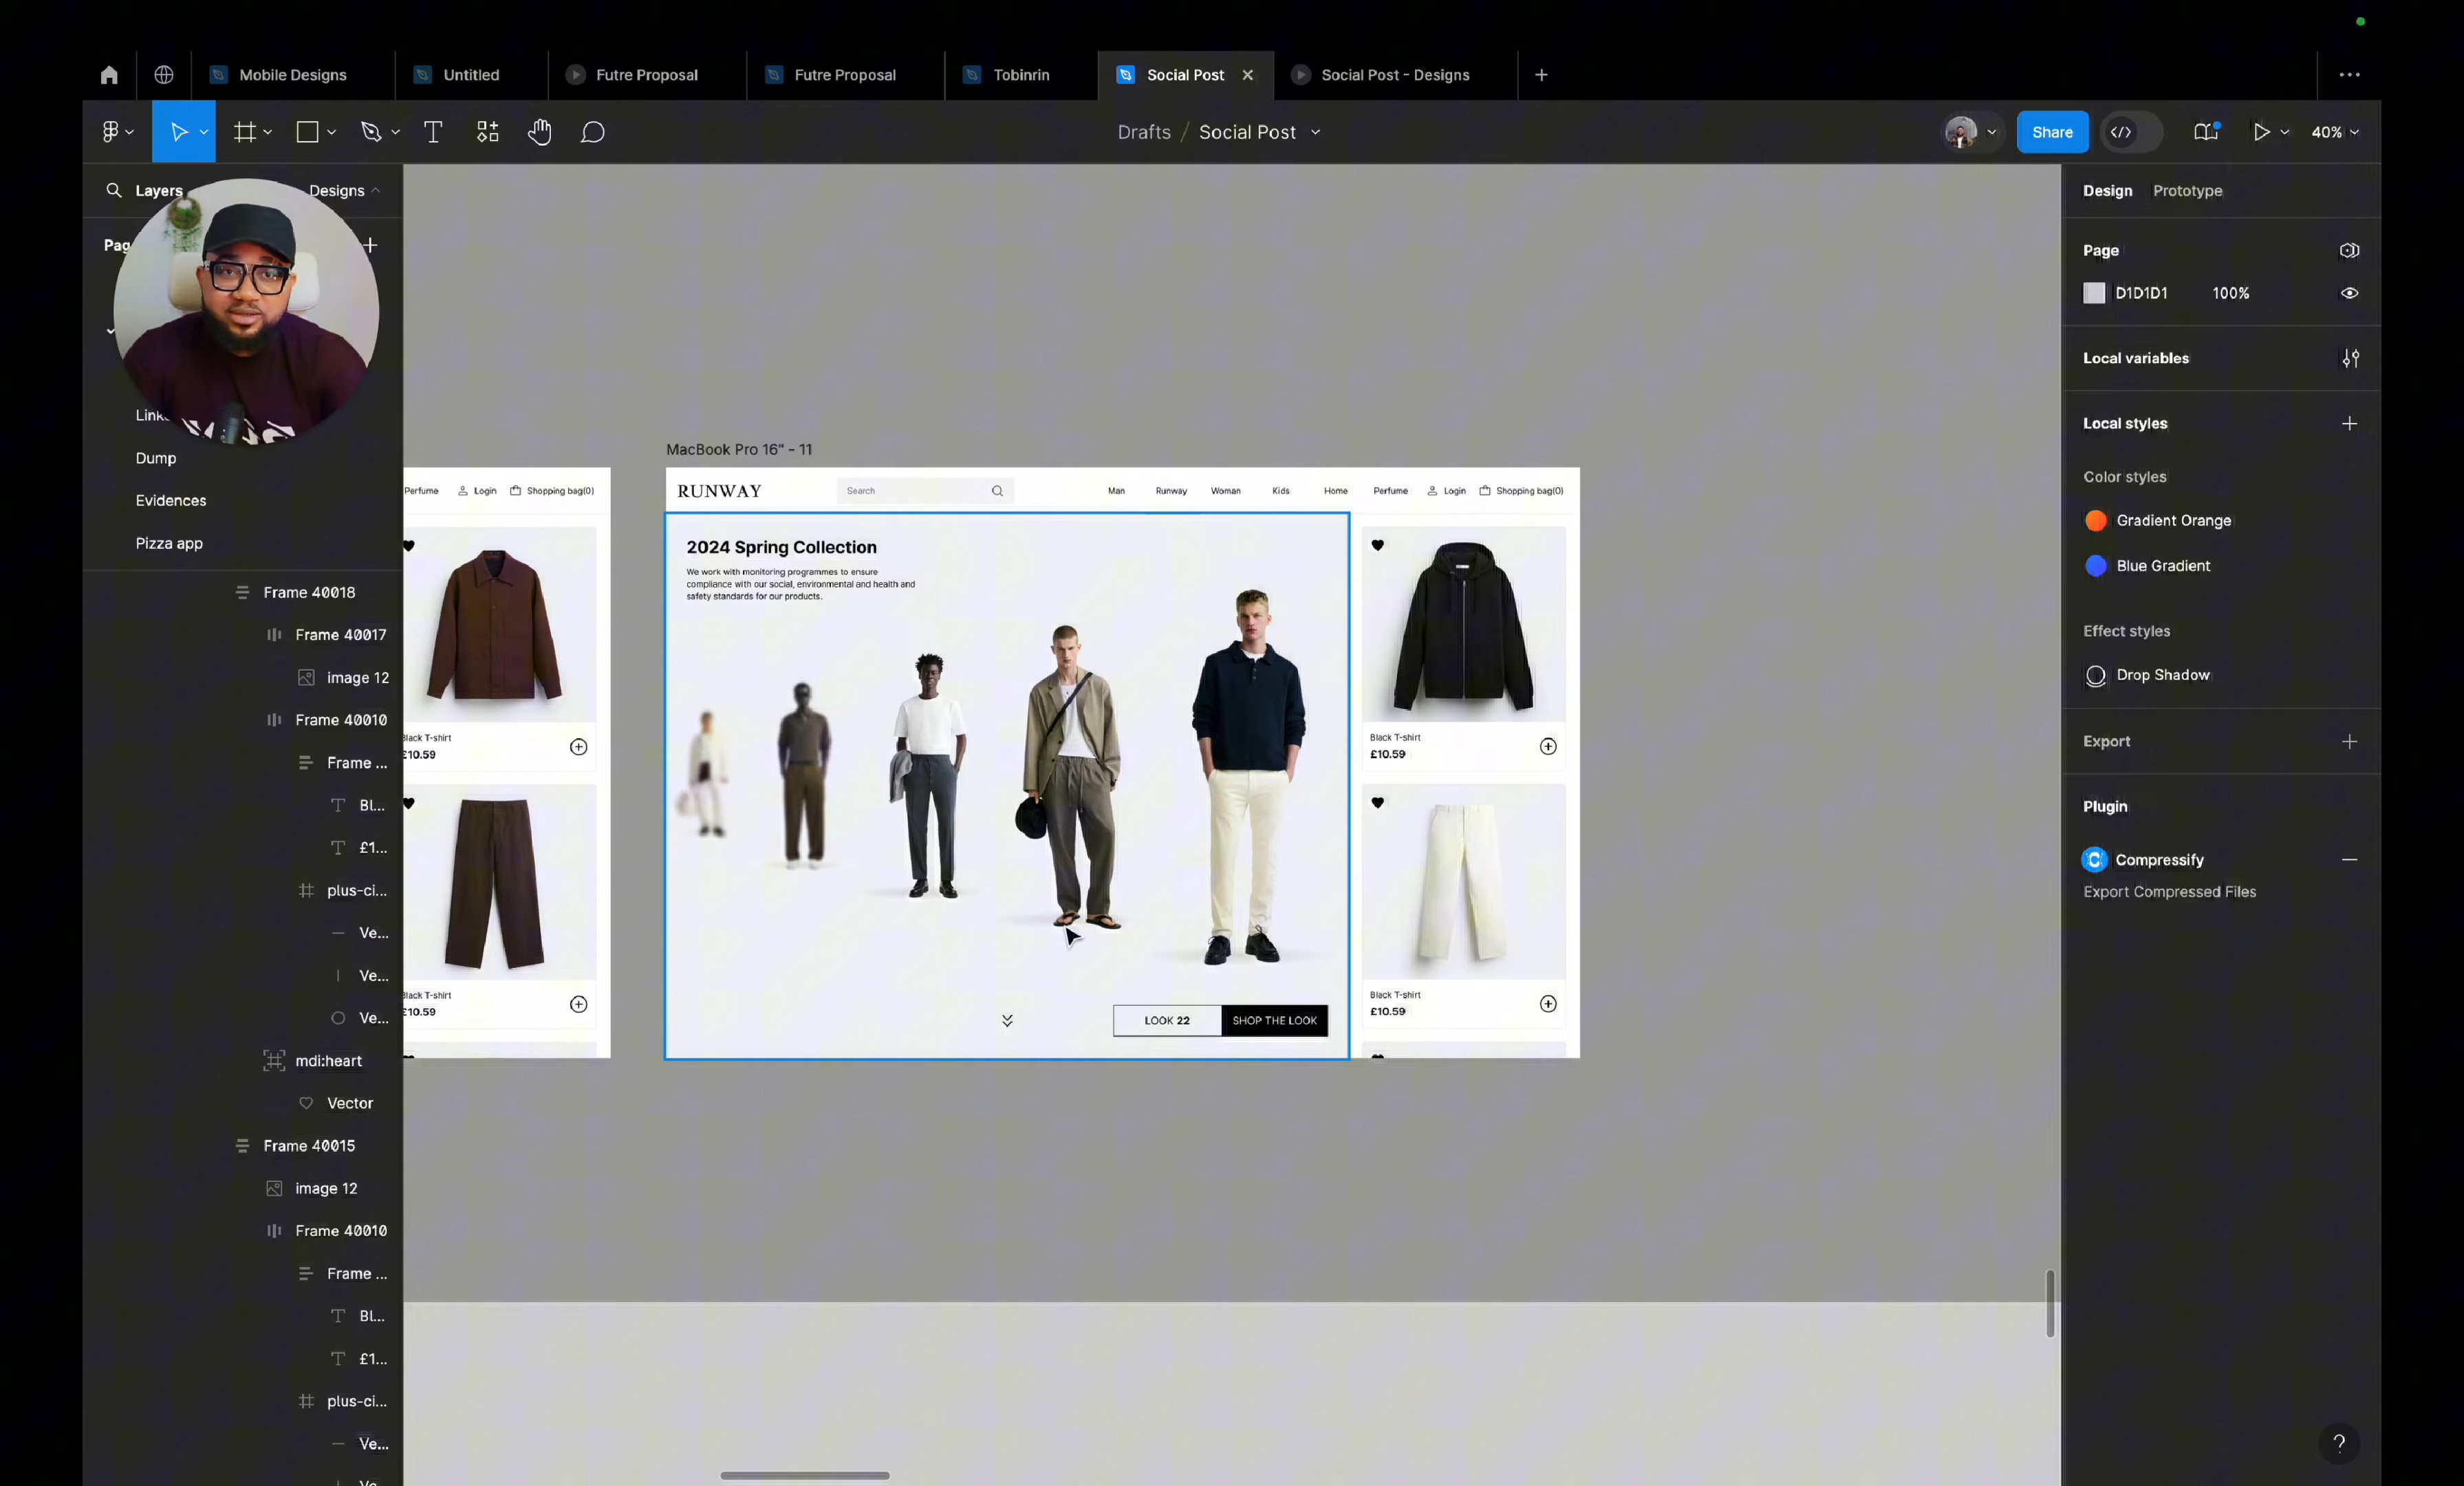 Mobile Designs
Untitled
Futre Proposal
Futre Proposal
Tobinrin
Social Post
Social Post - Designs
Drafts / Social Post
Share
40%
Layers
Designs
Dump
Evidences
Pizza app
Frame 40018
Frame 40017
image 12
Frame 40010
Frame ...
Bl...
£1...
plus-ci...
Ve...
Ve...
Ve...
mdi:heart
Vector
Frame 40015
image 12
Frame 40010
Frame ...
Bl...
£1...
plus-ci...
Ve...
Perfume
Login
Shopping bag(0)
Black T-shirt
£10.59
Black T-shirt
£10.59
MacBook Pro 16" - 11
RUNWAY
Search
Man
Runway
Woman
Kids
Home
Perfume
Login
Shopping bag(0)
2024 Spring Collection
We work with monitoring programmes to ensure
compliance with our social, environmental and health and
safety standards for our products.
LOOK 22
SHOP THE LOOK
Black T-shirt
£10.59
Black T-shirt
£10.59
Design
Prototype
Page
D1D1D1
100%
Local variables
Local styles
Color styles
Gradient Orange
Blue Gradient
Effect styles
Drop Shadow
Export
Plugin
Compressify
Export Compressed Files
?